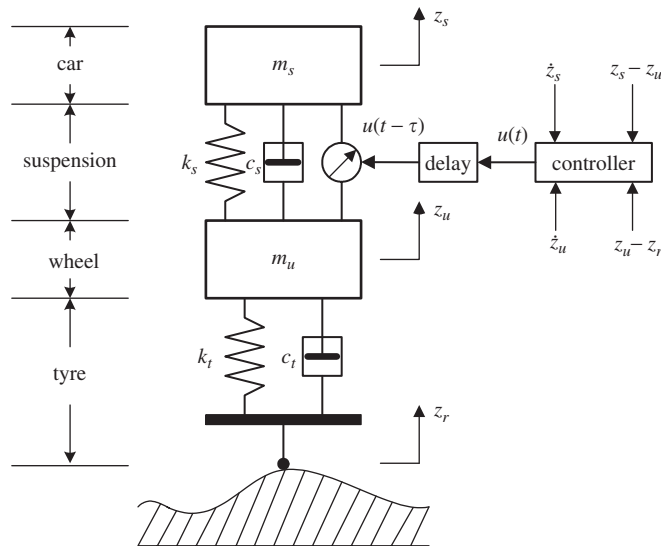 car
suspension
wheel
tyre
m_s
z_s
k_s
c_s
u(t − τ)
delay
u(t)
controller
ż_s
z_s − z_u
ż_u
z_u − z_r
z_u
m_u
k_t
c_t
z_r